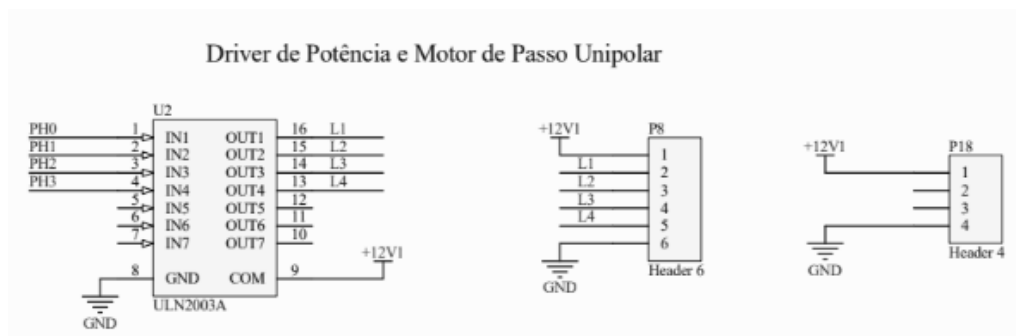 Driver de Potência e Motor de Passo Unipolar
U2
PH0 1 IN1 OUT1 16 L1
PH1 2 IN2 OUT2 15 L2
PH2 3 IN3 OUT3 14 L3
PH3 4 IN4 OUT4 13 L4
5 IN5 OUT5 12
6 IN6 OUT6 11
7 IN7 OUT7 10
+12V1
8 GND COM 9
ULN2003A
GND
+12V1 P8
1
L1 2
L2 3
L3 4
L4 5
6
Header 6
GND
+12V1 P18
1
2
3
4
Header 4
GND